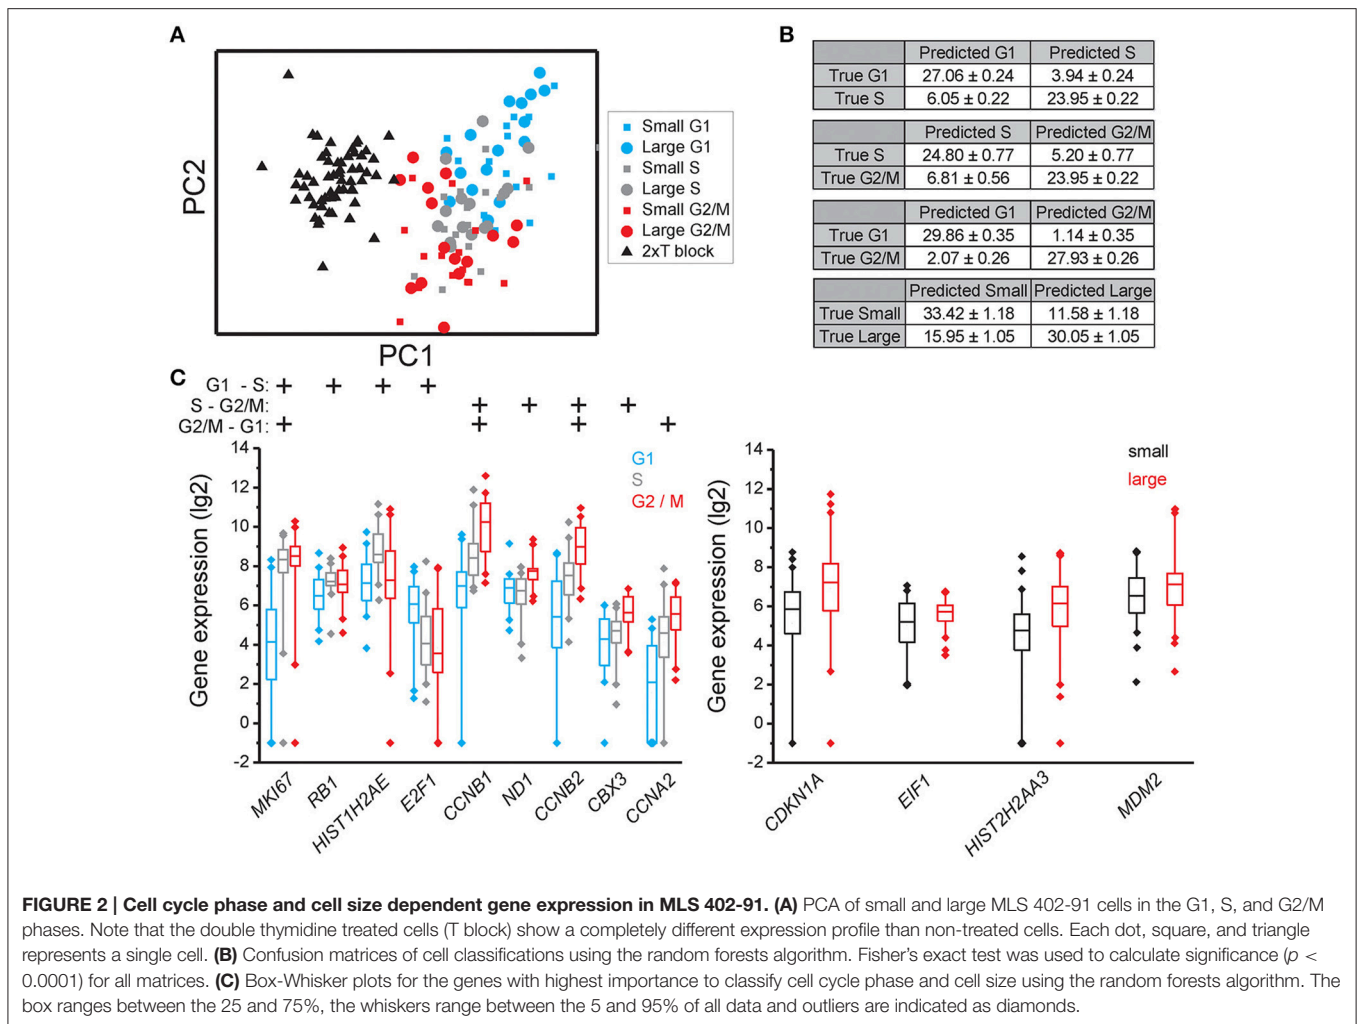 A
PC2
PC1
Small G1
Large G1
Small S
Large S
Small G2/M
Large G2/M
2xT block
B
Predicted G1 Predicted S
True G1 27.06 ± 0.24 3.94 ± 0.24
True S 6.05 ± 0.22 23.95 ± 0.22
Predicted S Predicted G2/M
True S 24.80 ± 0.77 5.20 ± 0.77
True G2/M 6.81 ± 0.56 23.95 ± 0.22
Predicted G1 Predicted G2/M
True G1 29.86 ± 0.35 1.14 ± 0.35
True G2/M 2.07 ± 0.26 27.93 ± 0.26
Predicted Small Predicted Large
True Small 33.42 ± 1.18 11.58 ± 1.18
True Large 15.95 ± 1.05 30.05 ± 1.05
C
G1 - S: + + + +
S - G2/M: + + + +
G2/M - G1: + + + +
Gene expression (lg2)
14
12
10
8
6
4
2
0
-2
G1
S
G2 / M
MKI67
RB1
HIST1H2AE
E2F1
CCNB1
ND1
CCNB2
CBX3
CCNA2
Gene expression (lg2)
14
12
10
8
6
4
2
0
-2
small
large
CDKN1A
EIF1
HIST2H2AA3
MDM2
FIGURE 2 | Cell cycle phase and cell size dependent gene expression in MLS 402-91. (A) PCA of small and large MLS 402-91 cells in the G1, S, and G2/M
phases. Note that the double thymidine treated cells (T block) show a completely different expression profile than non-treated cells. Each dot, square, and triangle
represents a single cell. (B) Confusion matrices of cell classifications using the random forests algorithm. Fisher's exact test was used to calculate significance (p <
0.0001) for all matrices. (C) Box-Whisker plots for the genes with highest importance to classify cell cycle phase and cell size using the random forests algorithm. The
box ranges between the 25 and 75%, the whiskers range between the 5 and 95% of all data and outliers are indicated as diamonds.